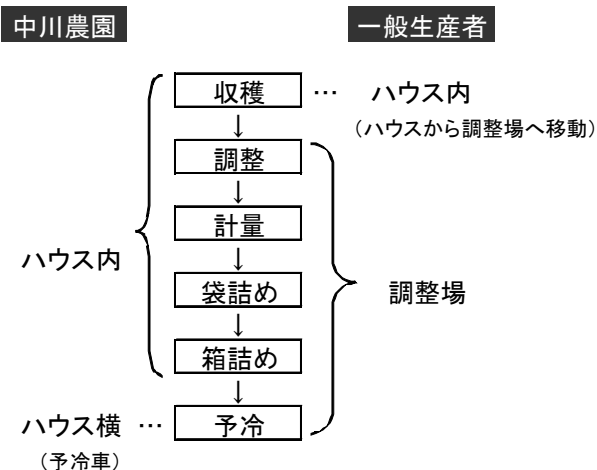 中川農園
一般生産者
収穫 … ハウス内
(ハウスから調整場へ移動)
↓
調整
↓
計量
↓
ハウス内
袋詰め
調整場
↓
箱詰め
↓
ハウス横 … 予冷
(予冷車)